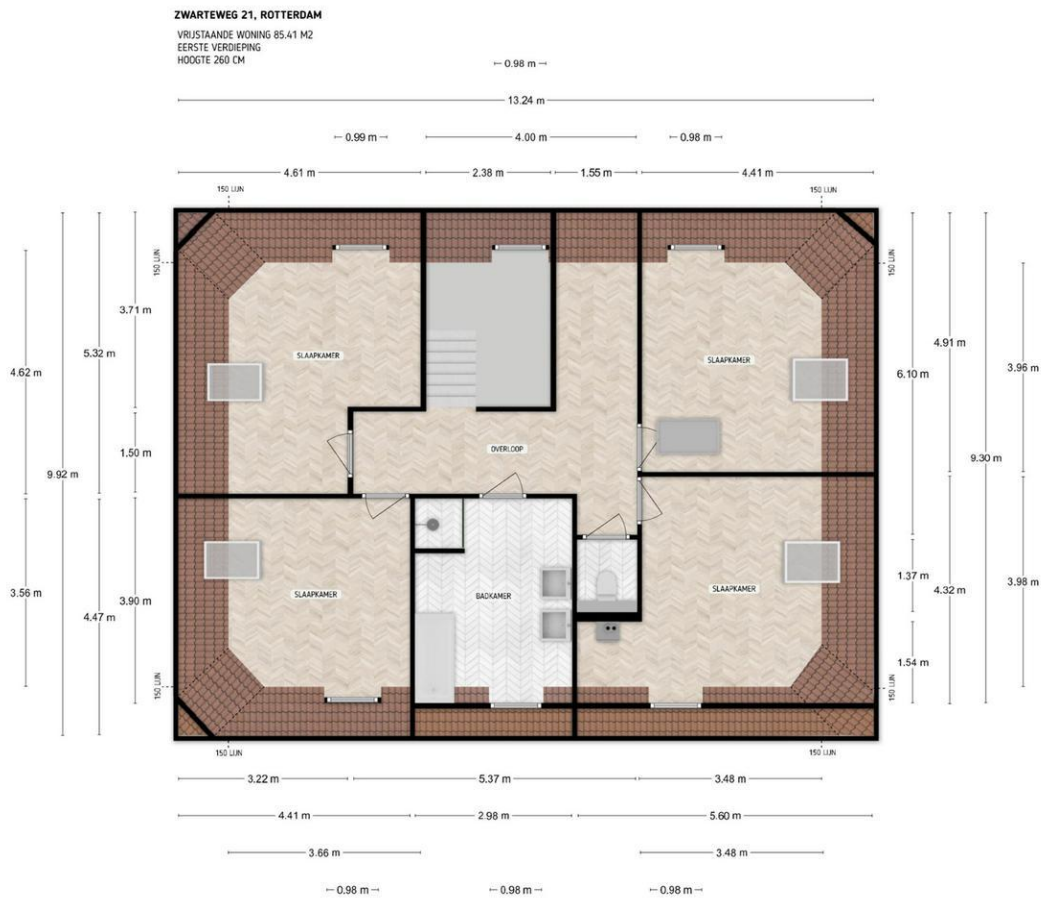 ZWARTEWEG 21, ROTTERDAM
VRIJSTAANDE WONING 85.41 M2
EERSTE VERDIEPING
HOOGTE 260 CM
0.98 m
13.24 m
0.99 m
4.00 m
0.98 m
4.61 m
2.38 m
1.55 m
4.41 m
150 LIJN
150 LIJN
150 LIJN
150 LIJN
3.71 m
5.32 m
4.62 m
4.91 m
3.96 m
6.10 m
SLAAPKAMER
SLAAPKAMER
OVERLOOP
1.50 m
9.92 m
9.30 m
1.37 m
4.32 m
3.98 m
3.56 m
3.90 m
4.47 m
SLAAPKAMER
BADKAMER
SLAAPKAMER
1.54 m
150 LIJN
150 LIJN
150 LIJN
150 LIJN
3.22 m
5.37 m
3.48 m
4.41 m
2.98 m
5.60 m
3.66 m
3.48 m
0.98 m
0.98 m
0.98 m